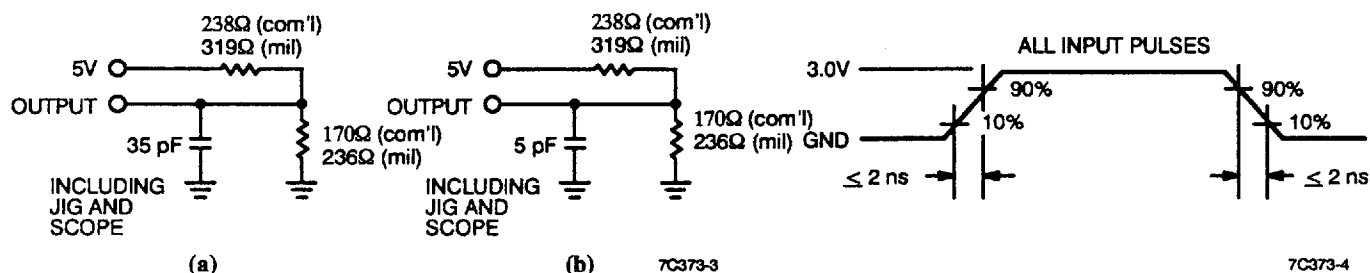 238Ω (com'l)
319Ω (mil)
5V
OUTPUT
35 pF
170Ω (com'l)
236Ω (mil)
INCLUDING
JIG AND
SCOPE
(a)
238Ω (com'l)
319Ω (mil)
5V
OUTPUT
5 pF
170Ω (com'l)
236Ω (mil)
INCLUDING
JIG AND
SCOPE
(b)
7C373-3
ALL INPUT PULSES
3.0V
90%
10%
GND
90%
10%
≤ 2 ns
≤ 2 ns
7C373-4